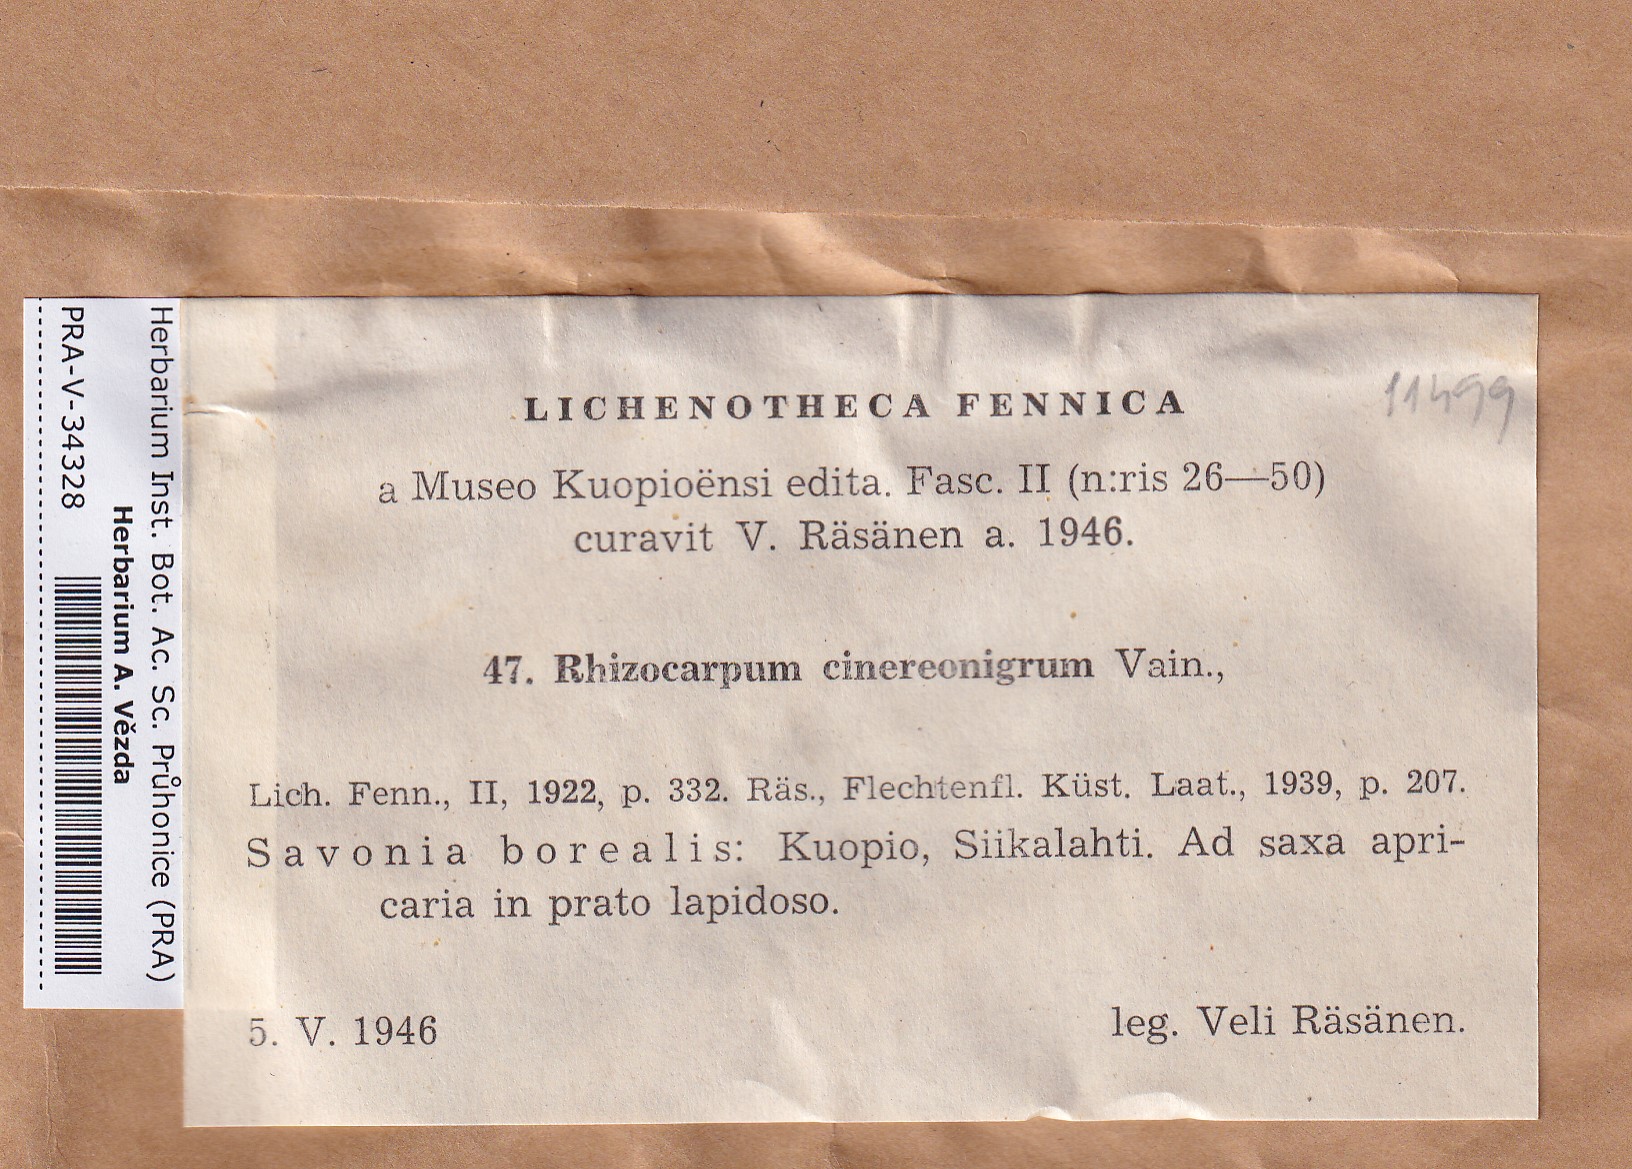 LICHENOTHECA FENNICA
11499
a Museo Kuopioënsi edita. Fasc. II (n:ris 26—50)
curavit V. Räsänen a. 1946.
47. Rhizocarpum cinereonigrum Vain.,
Lich. Fenn., II, 1922, p. 332. Räs., Flechtenfl. Küst. Laat., 1939, p. 207.
Savonia borealis: Kuopio, Siikalahti. Ad saxa apri-
caria in prato lapidoso.
5. V. 1946
leg. Veli Räsänen.
Herbarium Inst. Bot. Ac. Sc. Průhonice (PRA)
Herbarium A. Vězda
PRA-V-34328